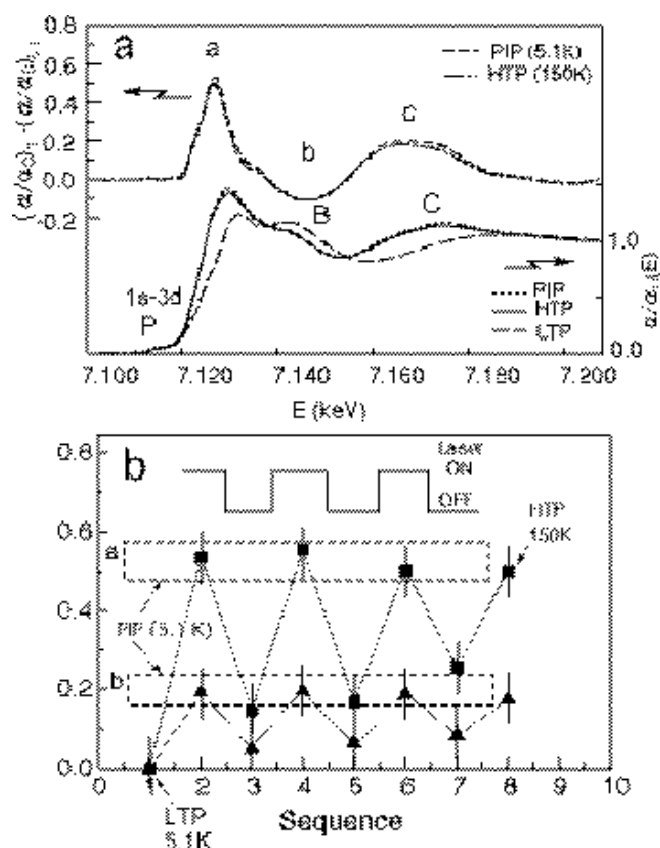 a
0.8
0.6
0.4
0.2
0.0
-0.2
a
b
c
PIP (5.1K)
HTP (150K)
B
C
1s-3d
P
1.0
0.0
α/α₀(E)
PIP
HTP
LTP
7.100 7.120 7.140 7.160 7.180 7.200
E (keV)
b
0.8
0.6
0.4
0.2
0.0
Laser
ON
OFF
HTP
150K
a
PIP (5.1 K)
b
0 1 2 3 4 5 6 7 8 9 10
LTP
5.1K
Sequence